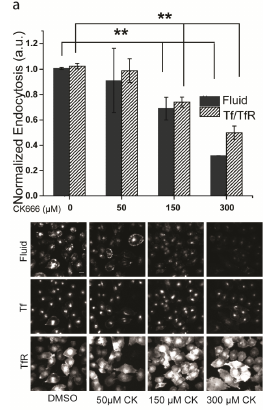 a
**
**
Normalized Endocytosis (a.u.)
1.2
1.0
0.8
0.6
0.4
0.2
0.0
Fluid
Tf/TfR
CK666 (μM)
0 50 150 300
Fluid
Tf
TfR
DMSO 50μM CK 150 μM CK 300 μM CK